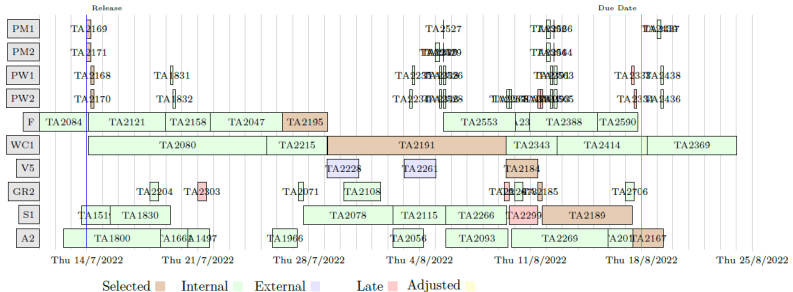 Release Due Date
PM1 TA2169 TA2527
PM2 TA2171
PW1 TA2168 TA1831 TA2438
PW2 TA2170 TA1832 TA2436
F TA2084 TA2121 TA2158 TA2047 TA2195 TA2553 TA2388 TA2590
WC1 TA2080 TA2215 TA2191 TA2343 TA2414 TA2369
V5 TA2228 TA2261 TA2184
GR2 TA2204 TA2303 TA2071 TA2108 TA2706
S1 TA1830 TA2078 TA2115 TA2266 TA2299 TA2189
A2 TA1800 TA1497 TA1966 TA2056 TA2093 TA2269 TA2167
Thu 14/7/2022 Thu 21/7/2022 Thu 28/7/2022 Thu 4/8/2022 Thu 11/8/2022 Thu 18/8/2022 Thu 25/8/2022
Selected Internal External Late Adjusted